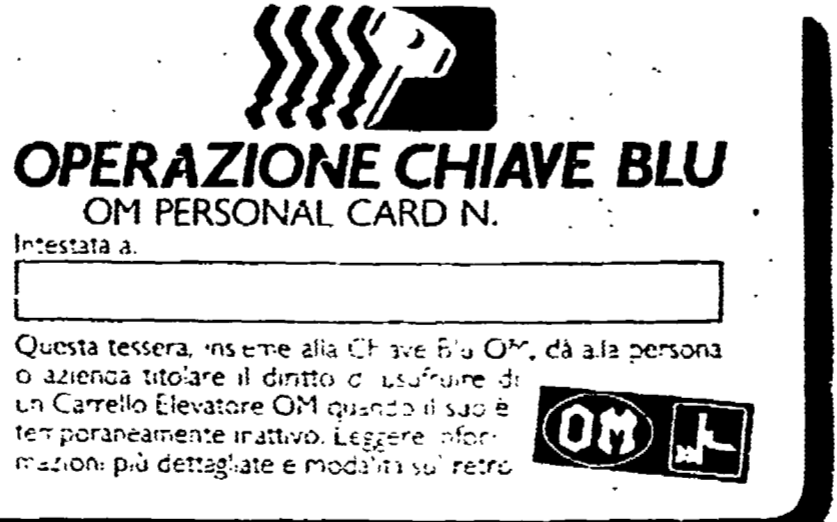 OPERAZIONE CHIAVE BLU
OM PERSONAL CARD N.
Intestata a.
Questa tessera, insieme alla Chiave Blu OM, dà alla persona
o azienda titolare il diritto di usufruire di
un Carrello Elevatore OM quando il suo è
temporaneamente inattivo. Leggere infor-
mazioni più dettagliate e modalità sul retro
OM